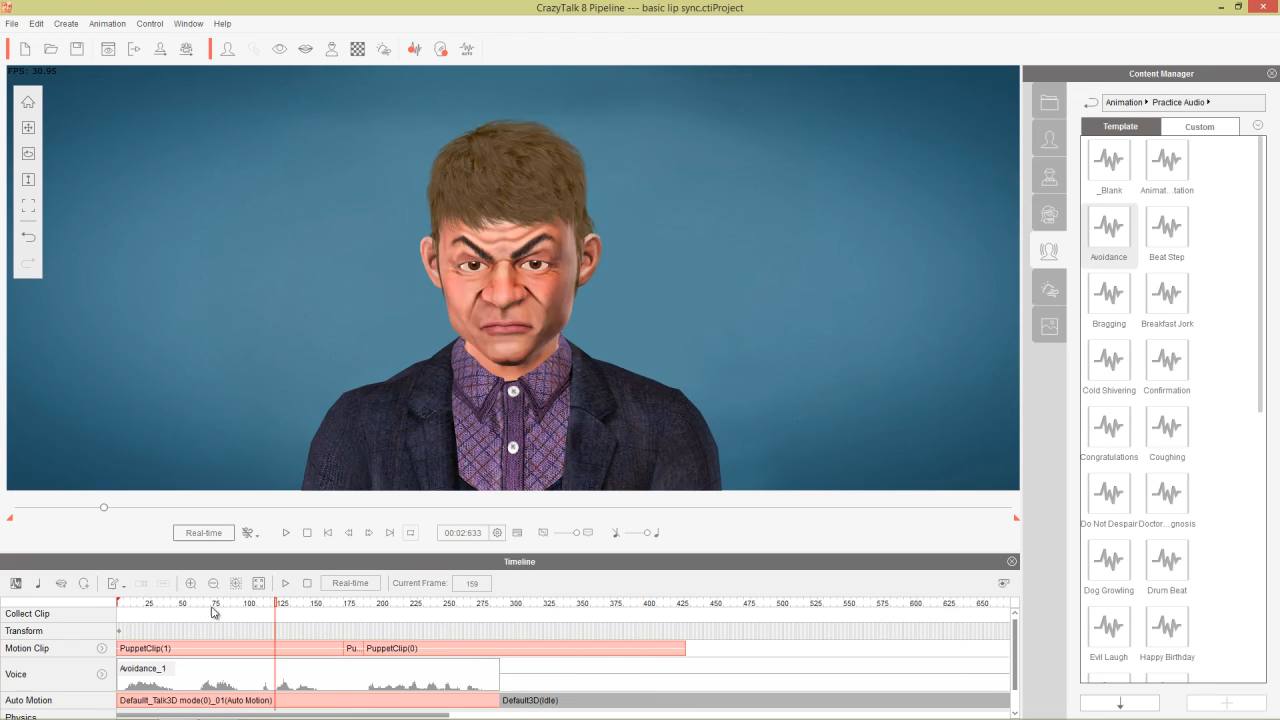 CrazyTalk 8 Pipeline --- basic lip sync.ctiProject
File Edit Create Animation Control Window Help
AUTO
FPS: 30.95
Content Manager
Animation Practice Audio
Template Custom
_Blank Animat...tation
Avoidance Beat Step
Bragging Breakfast Jork
Cold Shivering Confirmation
Congratulations Coughing
Do Not Despair Doctor...gnosis
Dog Growling Drum Beat
Evil Laugh Happy Birthday
Real-time 00:02:633
Timeline
Real-time Current Frame: 159
25 50 75 100 125 150 175 200 225 250 275 300 325 350 375 400 425 450 475 500 525 550 575 600 625 650
Collect Clip
Transform
Motion Clip PuppetClip(1) Pu... PuppetClip(0)
Voice Avoidance_1
Auto Motion Default_Talk3D mode(0)_01(Auto Motion) Default3D(Idle)
Physics